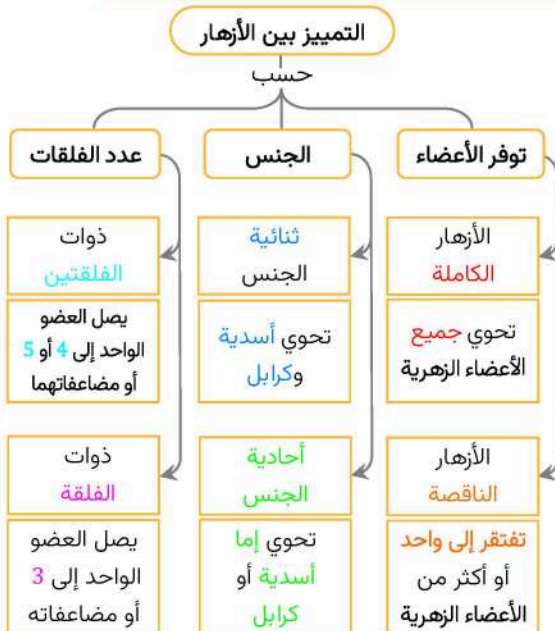 التمييز بين الأزهار
حسب
توفر الأعضاء
الأزهار
الكاملة
تحوي جميع
الأعضاء الزهرية
الأزهار
الناقصة
تفتقر إلى واحد
أو أكثر من
الأعضاء الزهرية
الجنس
ثنائية
الجنس
تحوي أسدية
وكرابل
أحادية
الجنس
تحوي إما
أسدية أو
كرابل
عدد الفلقات
ذوات
الفلقتين
يصل العضو
الواحد إلى 4 أو 5
أو مضاعفاتهما
ذوات
الفلقة
يصل العضو
الواحد إلى 3
أو مضاعفاته